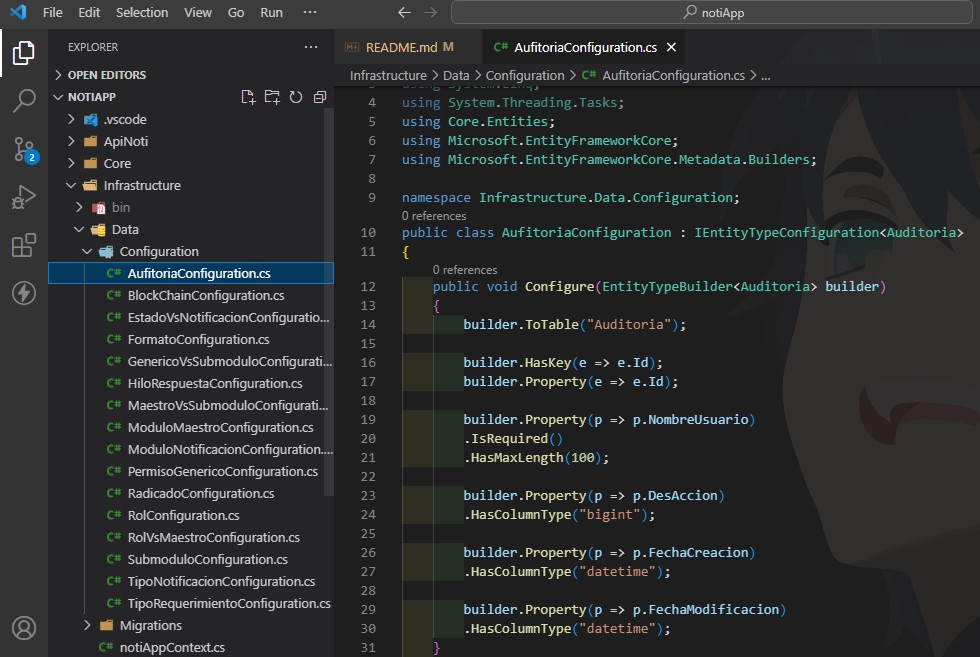 File Edit Selection View Go Run ··· ← → notiApp
EXPLORER ···
OPEN EDITORS
NOTIAPP
.vscode
ApiNoti
Core
Infrastructure
bin
Data
Configuration
C# AufitoriaConfiguration.cs
C# BlockChainConfiguration.cs
C# EstadoVsNotificacionConfiguratio...
C# FormatoConfiguration.cs
C# GenericoVsSubmoduloConfigurati...
C# HiloRespuestaConfiguration.cs
C# MaestroVsSubmoduloConfigurati...
C# ModuloMaestroConfiguration.cs
C# ModuloNotificacionConfiguration....
C# PermisoGenericoConfiguration.cs
C# RadicadoConfiguration.cs
C# RolConfiguration.cs
C# RolVsMaestroConfiguration.cs
C# SubmoduloConfiguration.cs
C# TipoNotificacionConfiguration.cs
C# TipoRequerimientoConfiguration.cs
Migrations
C# notiAppContext.cs
2
README.md M
C# AufitoriaConfiguration.cs ×
Infrastructure > Data > Configuration > C# AufitoriaConfiguration.cs > ...
3 using System.Linq;
4 using System.Threading.Tasks;
5 using Core.Entities;
6 using Microsoft.EntityFrameworkCore;
7 using Microsoft.EntityFrameworkCore.Metadata.Builders;
8
9 namespace Infrastructure.Data.Configuration;
0 references
10 public class AufitoriaConfiguration : IEntityTypeConfiguration<Auditoria>
11 {
0 references
12 public void Configure(EntityTypeBuilder<Auditoria> builder)
13 {
14 builder.ToTable("Auditoria");
15
16 builder.HasKey(e => e.Id);
17 builder.Property(e => e.Id);
18
19 builder.Property(p => p.NombreUsuario)
20 .IsRequired()
21 .HasMaxLength(100);
22
23 builder.Property(p => p.DesAccion)
24 .HasColumnType("bigint");
25
26 builder.Property(p => p.FechaCreacion)
27 .HasColumnType("datetime");
28
29 builder.Property(p => p.FechaModificacion)
30 .HasColumnType("datetime");
31 }